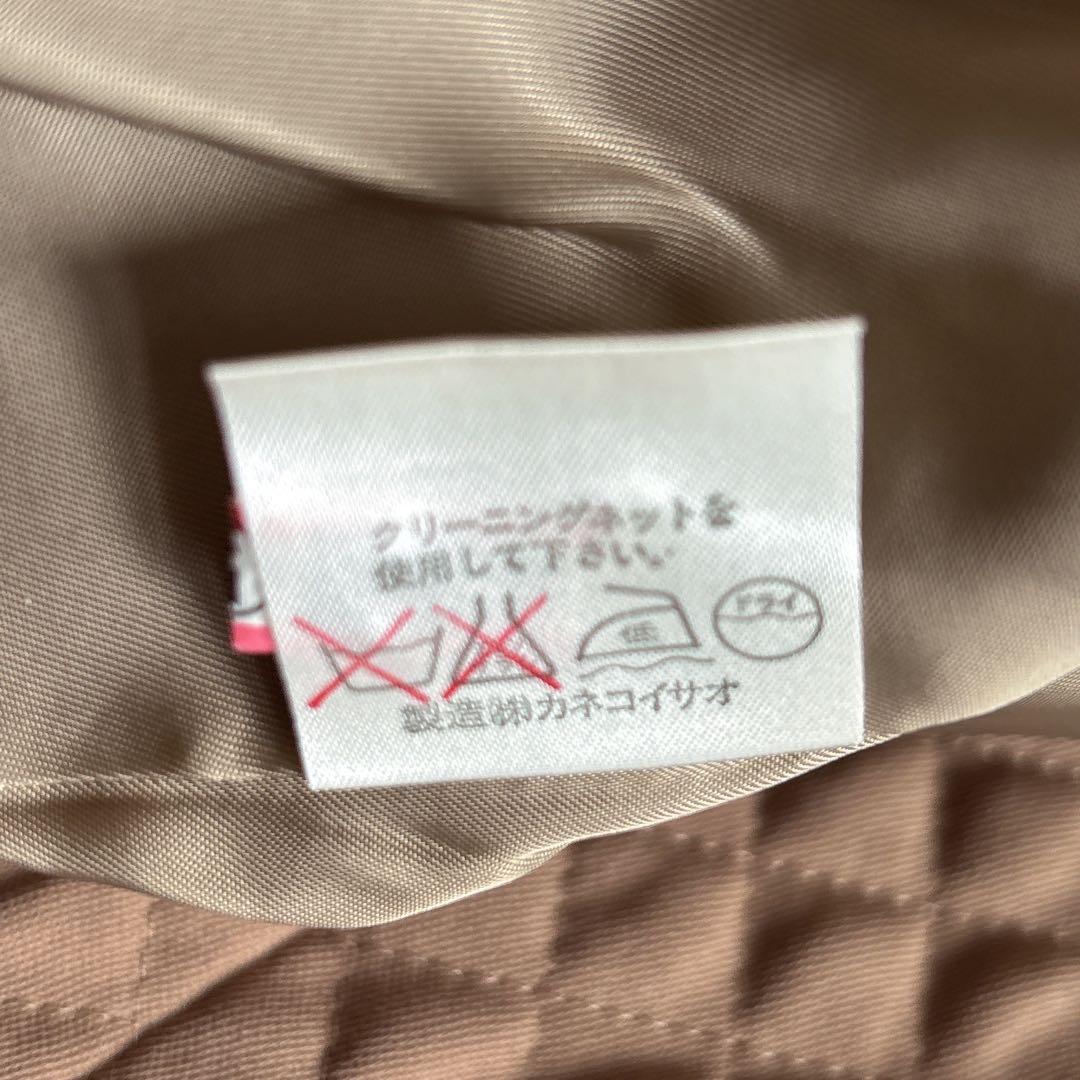 クリーニングネットを
使用して下さい。
低 ドライ
製造㈱カネコイサオ